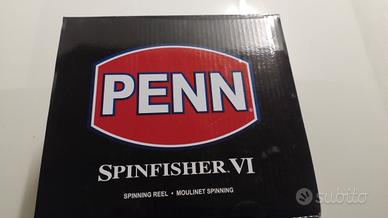 PENN
SPINFISHER VI
SPINNING REEL • MOULINET SPINNING
subito